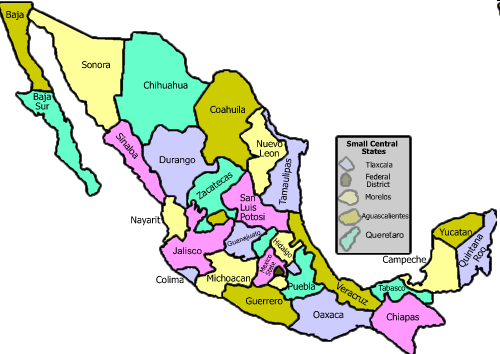 Baja
Sonora
Chihuahua
Baja
Sur
Coahuila
Sinaloa
Durango
Nuevo
Leon
Tamaulipas
Zacatecas
San
Luis
Potosi
Nayarit
Guanajuato
Hidalgo
Jalisco
Mexico
State
Colima
Michoacan
Puebla
Guerrero
Veracruz
Oaxaca
Tabasco
Chiapas
Campeche
Yucatan
Quintana
Roo
Small Central
States
Tlaxcala
Federal
District
Morelos
Aguascalientes
Queretaro